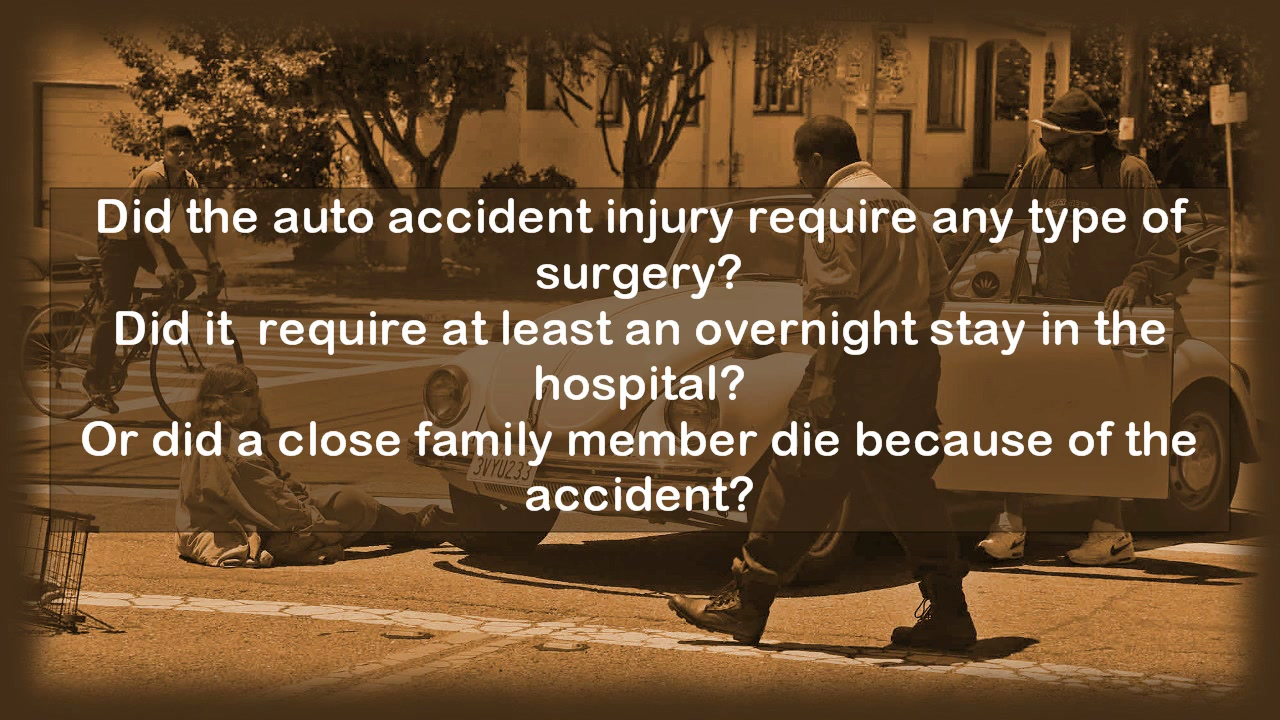 Did the auto accident injury require any type of
surgery?
Did it  require at least an overnight stay in the
hospital?
Or did a close family member die because of the
accident?
3VYU233